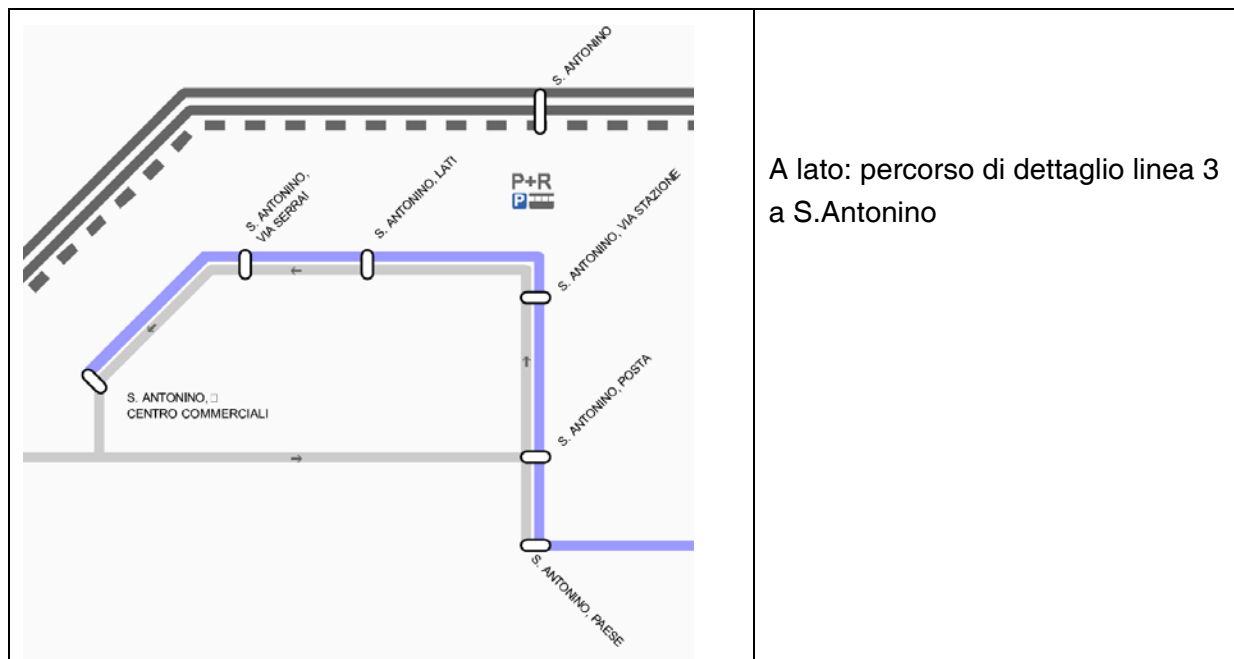 S. ANTONINO
P+R
P
S. ANTONINO,
VIA SERRAI
S. ANTONINO, LATI
S. ANTONINO, VIA STAZIONE
S. ANTONINO, POSTA
S. ANTONINO,
CENTRO COMMERCIALI
S. ANTONINO, PAESE
A lato: percorso di dettaglio linea 3
a S.Antonino